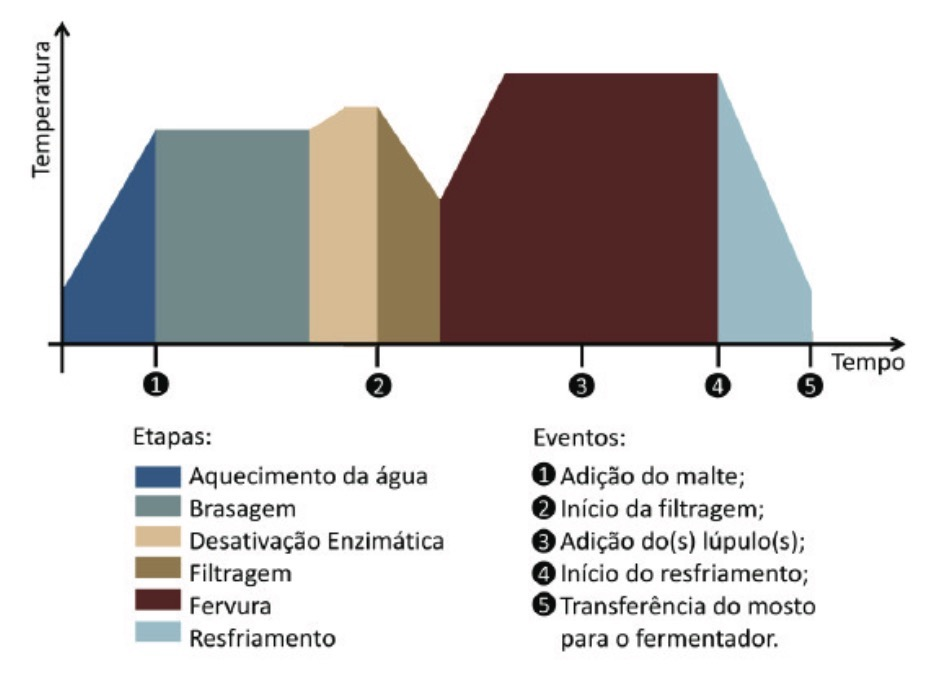 Temperatura
Tempo
1 2 3 4 5
Etapas:
Aquecimento da água
Brasagem
Desativação Enzimática
Filtragem
Fervura
Resfriamento
Eventos:
1 Adição do malte;
2 Início da filtragem;
3 Adição do(s) lúpulo(s);
4 Início do resfriamento;
5 Transferência do mosto
para o fermentador.